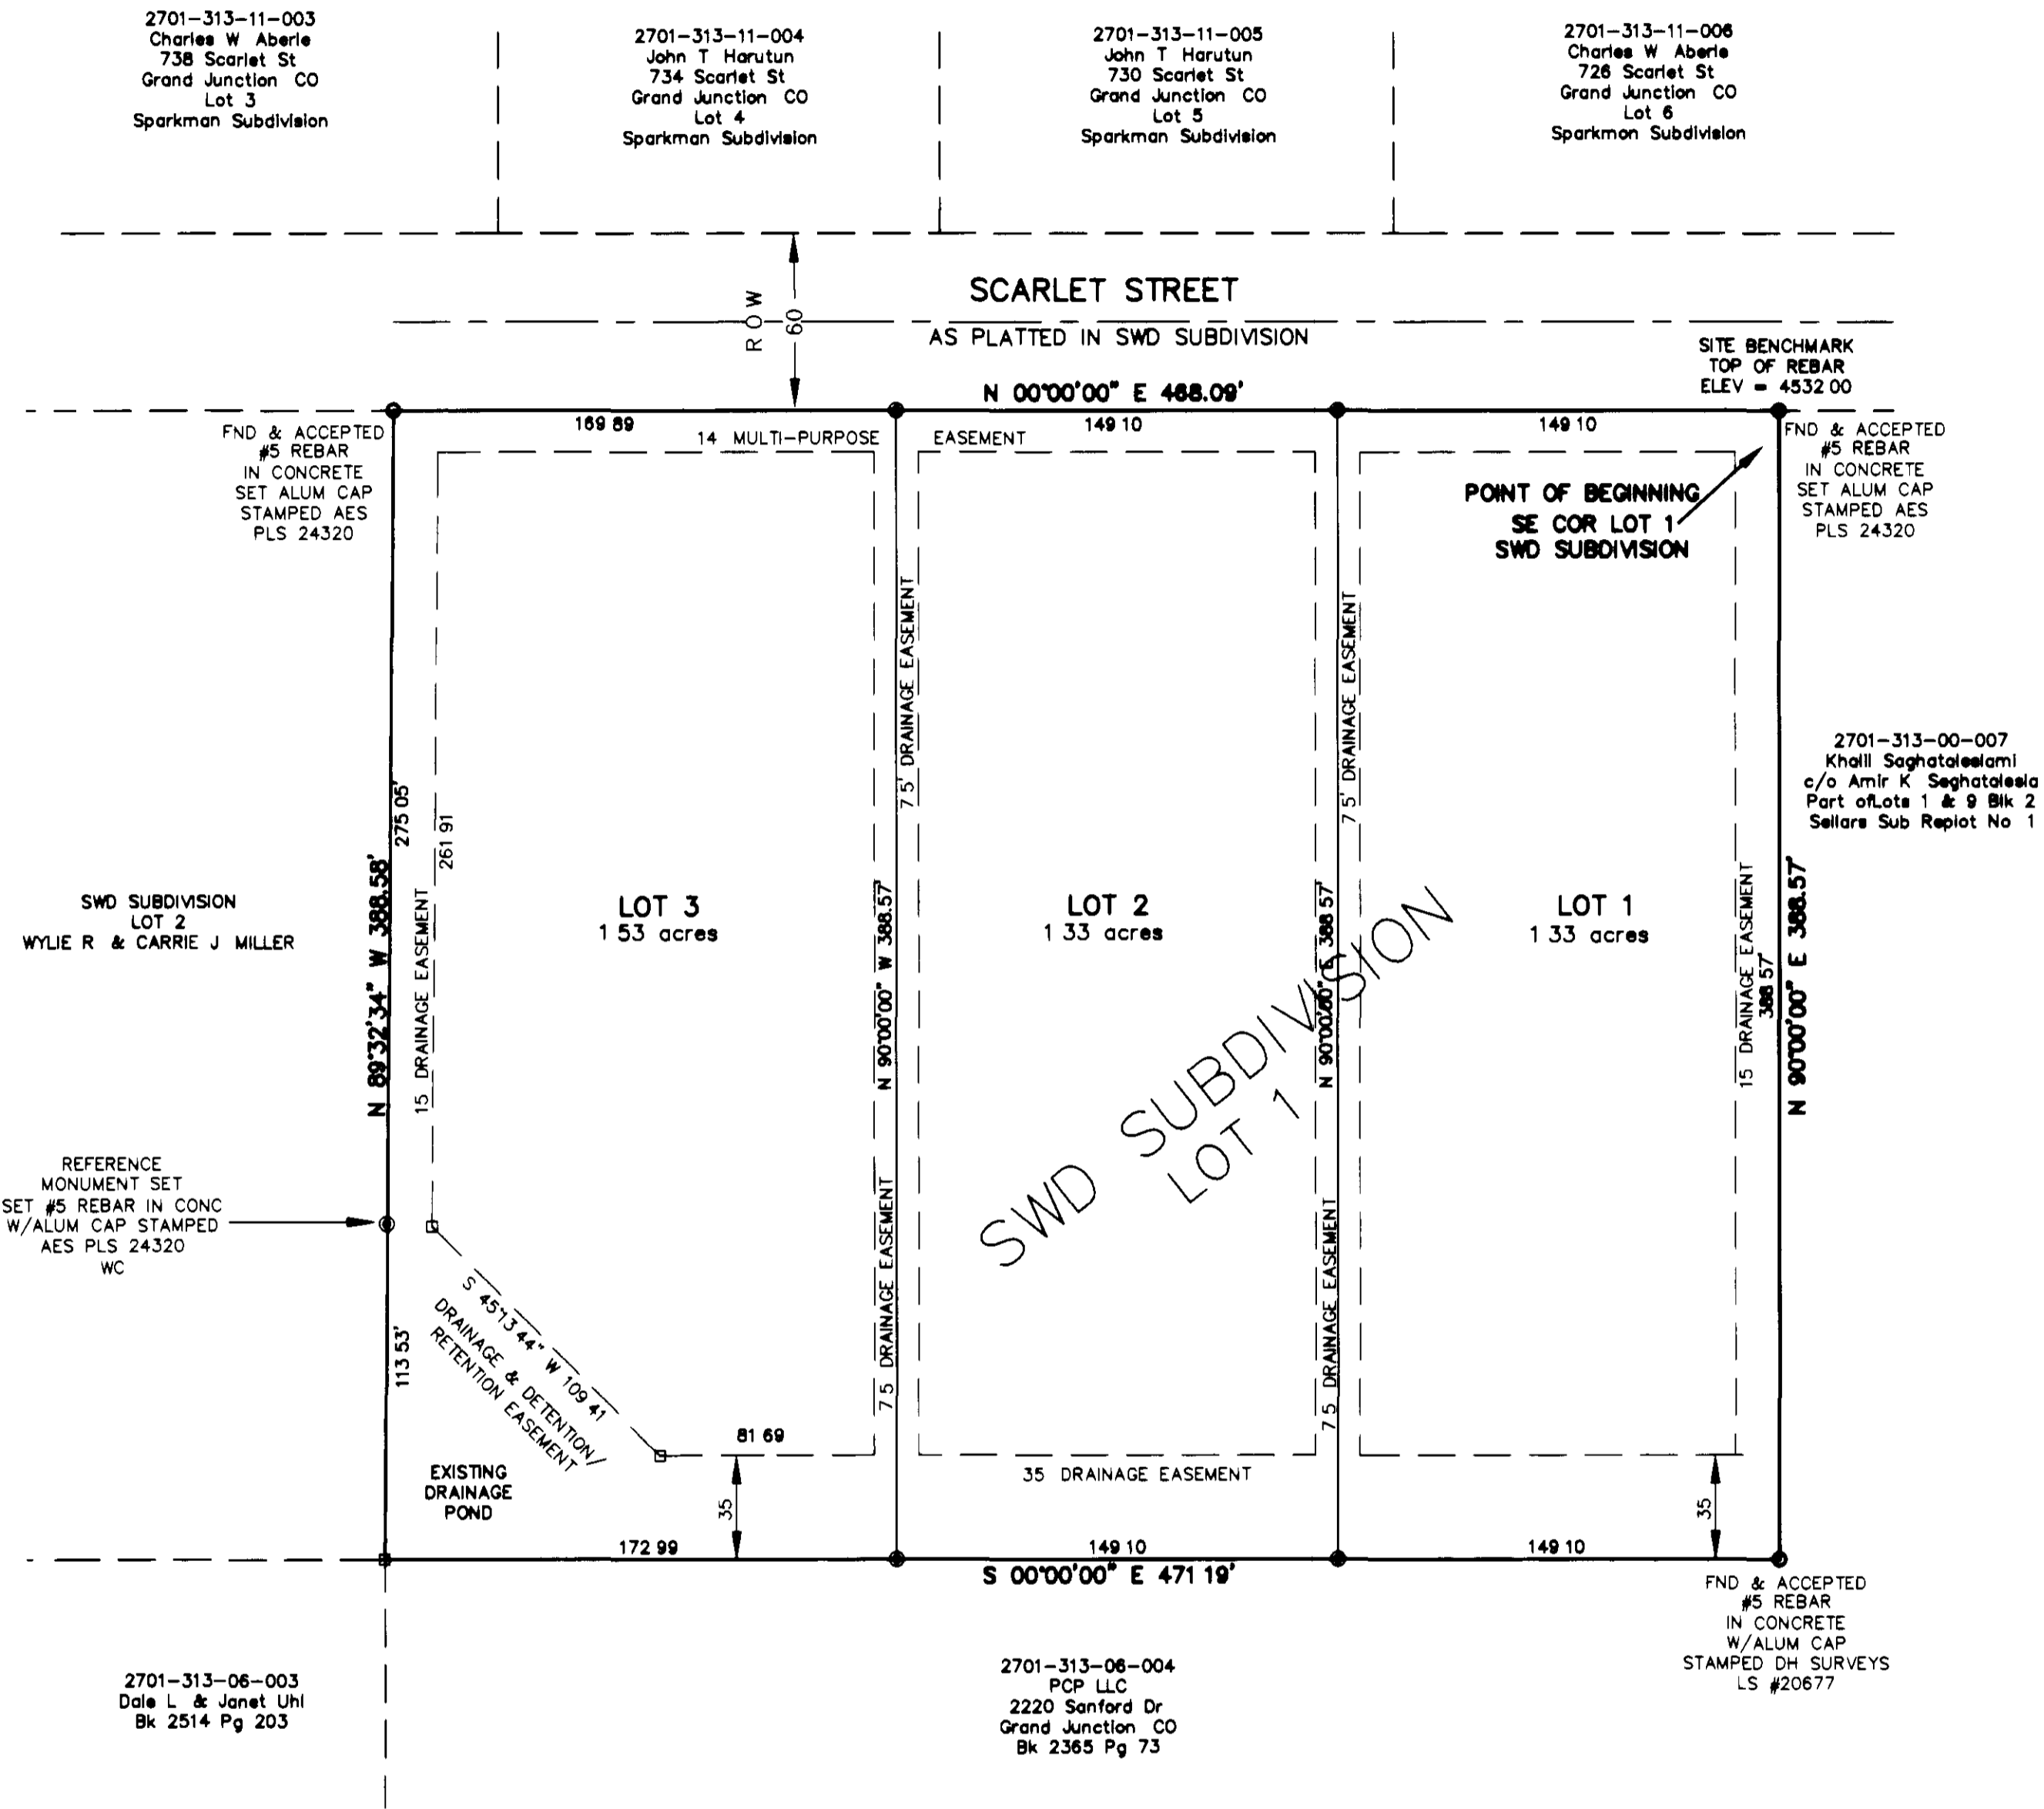 2701-313-11-003
Charles W Aberle
738 Scarlet St
Grand Junction CO
Lot 3
Sparkman Subdivision
2701-313-11-004
John T Harutun
734 Scarlet St
Grand Junction CO
Lot 4
Sparkman Subdivision
2701-313-11-005
John T Harutun
730 Scarlet St
Grand Junction CO
Lot 5
Sparkman Subdivision
2701-313-11-006
Charles W Aberle
726 Scarlet St
Grand Junction CO
Lot 6
Sparkman Subdivision
R O W
60
SCARLET STREET
AS PLATTED IN SWD SUBDIVISION
SITE BENCHMARK
TOP OF REBAR
ELEV = 4532 00
N 00°00'00" E 468.09'
169 89
149 10
149 10
14 MULTI-PURPOSE EASEMENT
FND & ACCEPTED
#5 REBAR
IN CONCRETE
SET ALUM CAP
STAMPED AES
PLS 24320
FND & ACCEPTED
#5 REBAR
IN CONCRETE
SET ALUM CAP
STAMPED AES
PLS 24320
POINT OF BEGINNING
SE COR LOT 1
SWD SUBDIVISION
7 5' DRAINAGE EASEMENT
7 5' DRAINAGE EASEMENT
2701-313-00-007
Khalil Saghatoleslami
c/o Amir K Seghatolesla
Part of Lots 1 & 9 Blk 2
Sellars Sub Replot No 1
275 05'
261 91
N 89°32'34" W 388.58'
15 DRAINAGE EASEMENT
SWD SUBDIVISION
LOT 2
WYLIE R & CARRIE J MILLER
LOT 3
1 53 acres
N 90°00'00" W 388.57'
LOT 2
1 33 acres
N 90°00'00" E 388 57'
LOT 1
1 33 acres
15 DRAINAGE EASEMENT
388 57'
N 90°00'00" E 388.57'
SWD SUBDIVISION
LOT 1
REFERENCE
MONUMENT SET
SET #5 REBAR IN CONC
W/ALUM CAP STAMPED
AES PLS 24320
WC
113 53'
S 45°13 44" W 109 41
DRAINAGE & DETENTION/
RETENTION EASEMENT
7 5 DRAINAGE EASEMENT
7 5 DRAINAGE EASEMENT
EXISTING
DRAINAGE
POND
81 69
35
35 DRAINAGE EASEMENT
35
172 99
149 10
149 10
S 00°00'00" E 471 19'
FND & ACCEPTED
#5 REBAR
IN CONCRETE
W/ALUM CAP
STAMPED DH SURVEYS
LS #20677
2701-313-06-003
Dale L & Janet Uhl
Bk 2514 Pg 203
2701-313-06-004
PCP LLC
2220 Sanford Dr
Grand Junction CO
Bk 2365 Pg 73